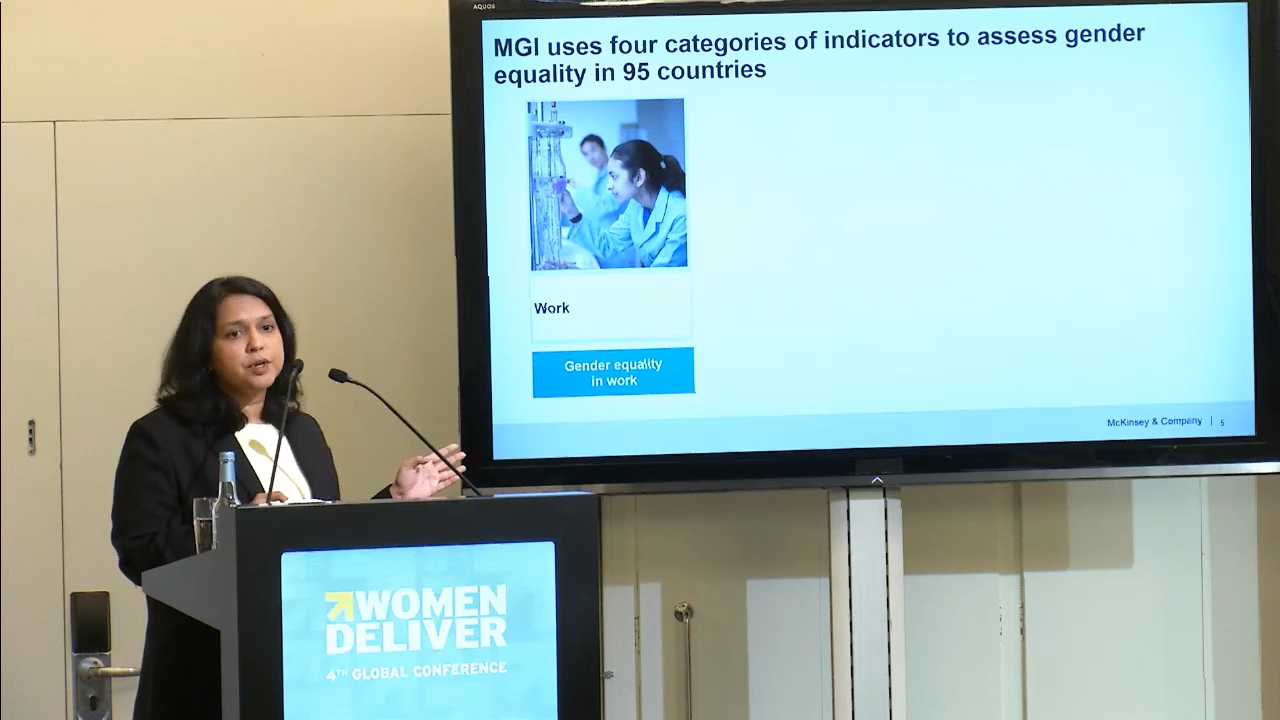 AQUOS
MGI uses four categories of indicators to assess gender
equality in 95 countries
Work
Gender equality
in work
McKinsey & Company | 5
WOMEN
DELIVER
4TH GLOBAL CONFERENCE